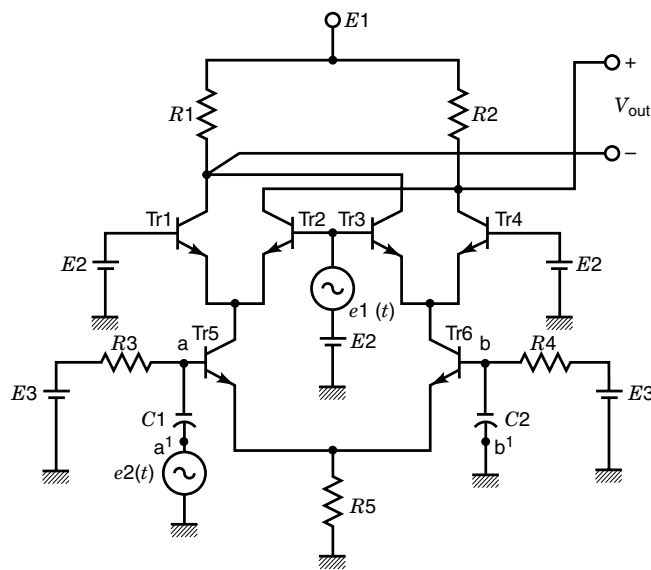 E1
R1
R2
+
Vout
−
Tr1
Tr2
Tr3
Tr4
E2
E2
e1 (t)
Tr5
Tr6
E2
R3
a
b
R4
E3
E3
C1
C2
a1
b1
e2(t)
R5